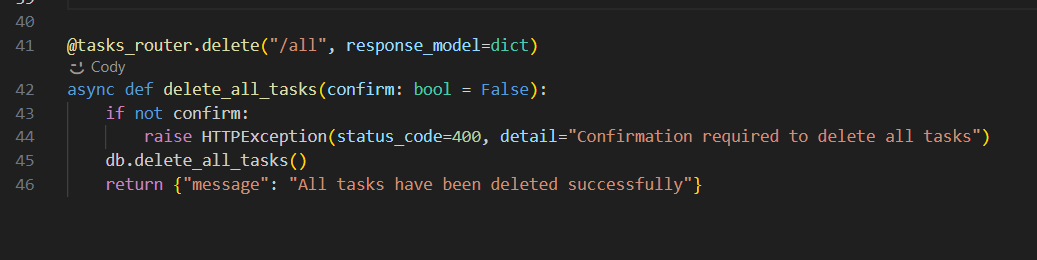 39
40
41 @tasks_router.delete("/all", response_model=dict)
Cody
42 async def delete_all_tasks(confirm: bool = False):
43     if not confirm:
44         raise HTTPException(status_code=400, detail="Confirmation required to delete all tasks")
45     db.delete_all_tasks()
46     return {"message": "All tasks have been deleted successfully"}